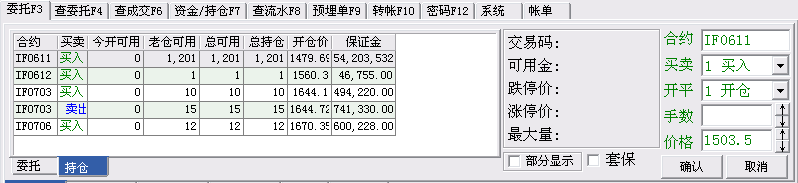 委托F3 查委托F4 查成交F6 资金/持仓F7 查流水F8 预埋单F9 转帐F10 密码F12 系统 帐单
合约 买卖 今开可用 老仓可用 总可用 总持仓 开仓价 保证金
IF0611 买入 0 1,201 1,201 1,201 1479.69 54,203,532
IF0612 买入 0 1 1 1 1560.3 46,755.00
IF0703 买入 0 10 10 10 1644.1 494,220.00
IF0703 卖出 0 15 15 15 1644.72 741,330.00
IF0706 买入 0 12 12 12 1670.35 600,228.00
委托 持仓
交易码:
可用金:
跌停价:
涨停价:
最大量:
部分显示 套保
合约 IF0611
买卖 1 买入
开平 1 开仓
手数
价格 1503.5
确认 取消